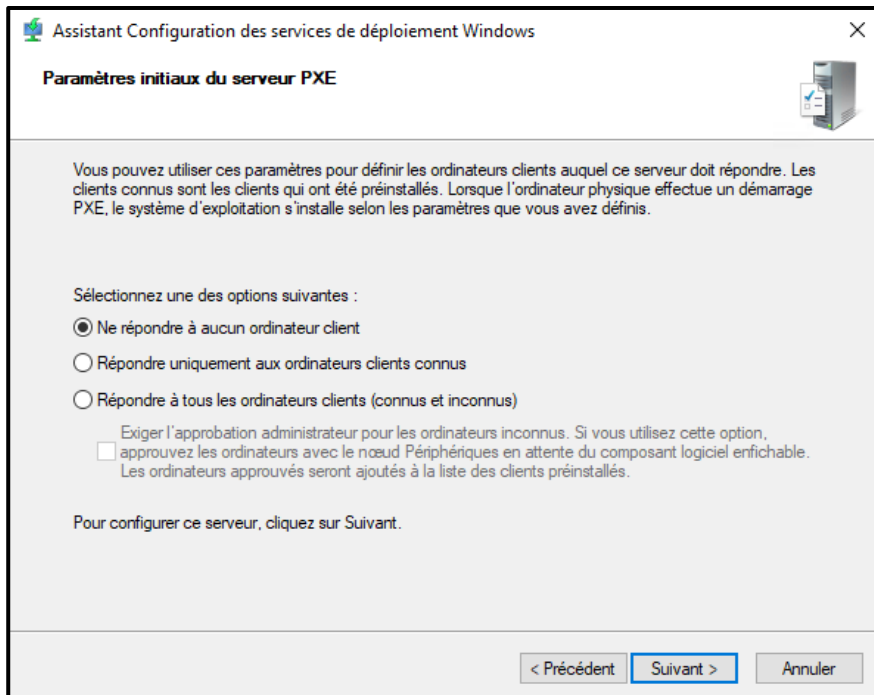 Assistant Configuration des services de déploiement Windows
Paramètres initiaux du serveur PXE
Vous pouvez utiliser ces paramètres pour définir les ordinateurs clients auquel ce serveur doit répondre. Les
clients connus sont les clients qui ont été préinstallés. Lorsque l'ordinateur physique effectue un démarrage
PXE, le système d'exploitation s'installe selon les paramètres que vous avez définis.
Sélectionnez une des options suivantes :
Ne répondre à aucun ordinateur client
Répondre uniquement aux ordinateurs clients connus
Répondre à tous les ordinateurs clients (connus et inconnus)
Exiger l'approbation administrateur pour les ordinateurs inconnus. Si vous utilisez cette option,
approuvez les ordinateurs avec le nœud Périphériques en attente du composant logiciel enfichable.
Les ordinateurs approuvés seront ajoutés à la liste des clients préinstallés.
Pour configurer ce serveur, cliquez sur Suivant.
< Précédent
Suivant >
Annuler